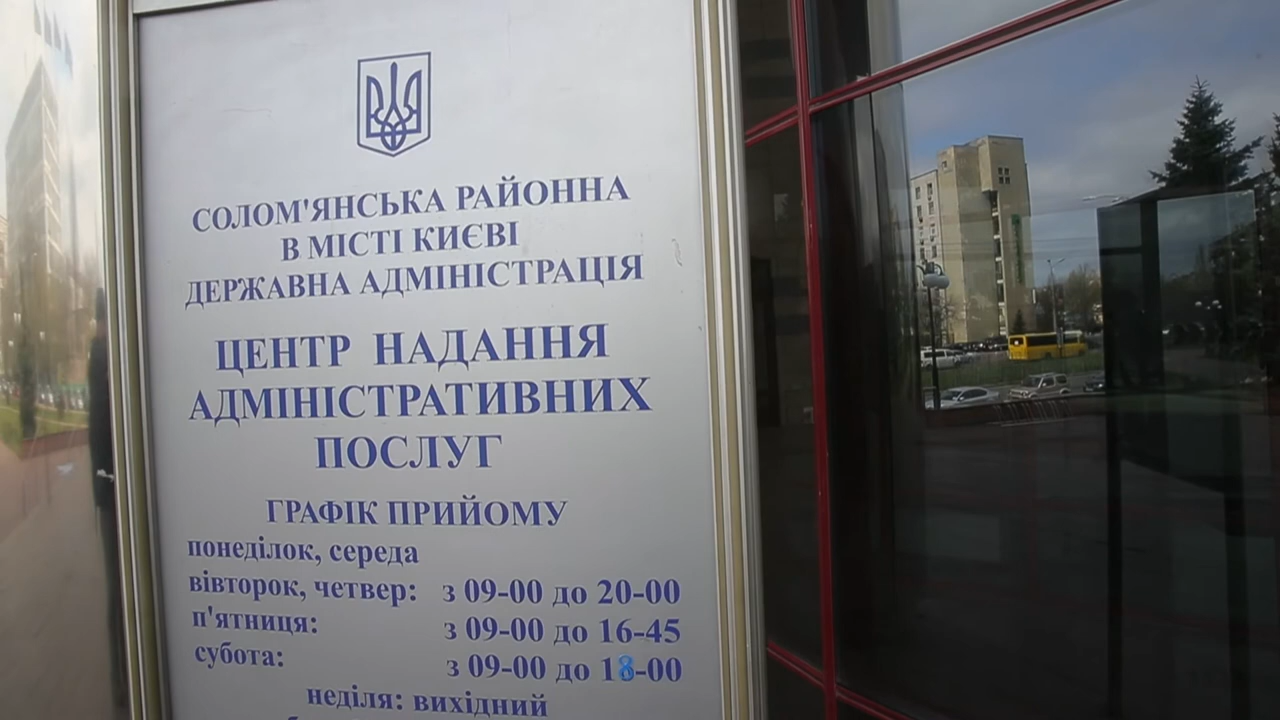 СОЛОМ'ЯНСЬКА РАЙОННА
В МІСТІ КИЄВІ
ДЕРЖАВНА АДМІНІСТРАЦІЯ
ЦЕНТР НАДАННЯ
АДМІНІСТРАТИВНИХ
ПОСЛУГ
ГРАФІК ПРИЙОМУ
понеділок, середа
вівторок, четвер: з 09-00 до 20-00
п'ятниця: з 09-00 до 16-45
субота: з 09-00 до 18-00
неділя: вихідний